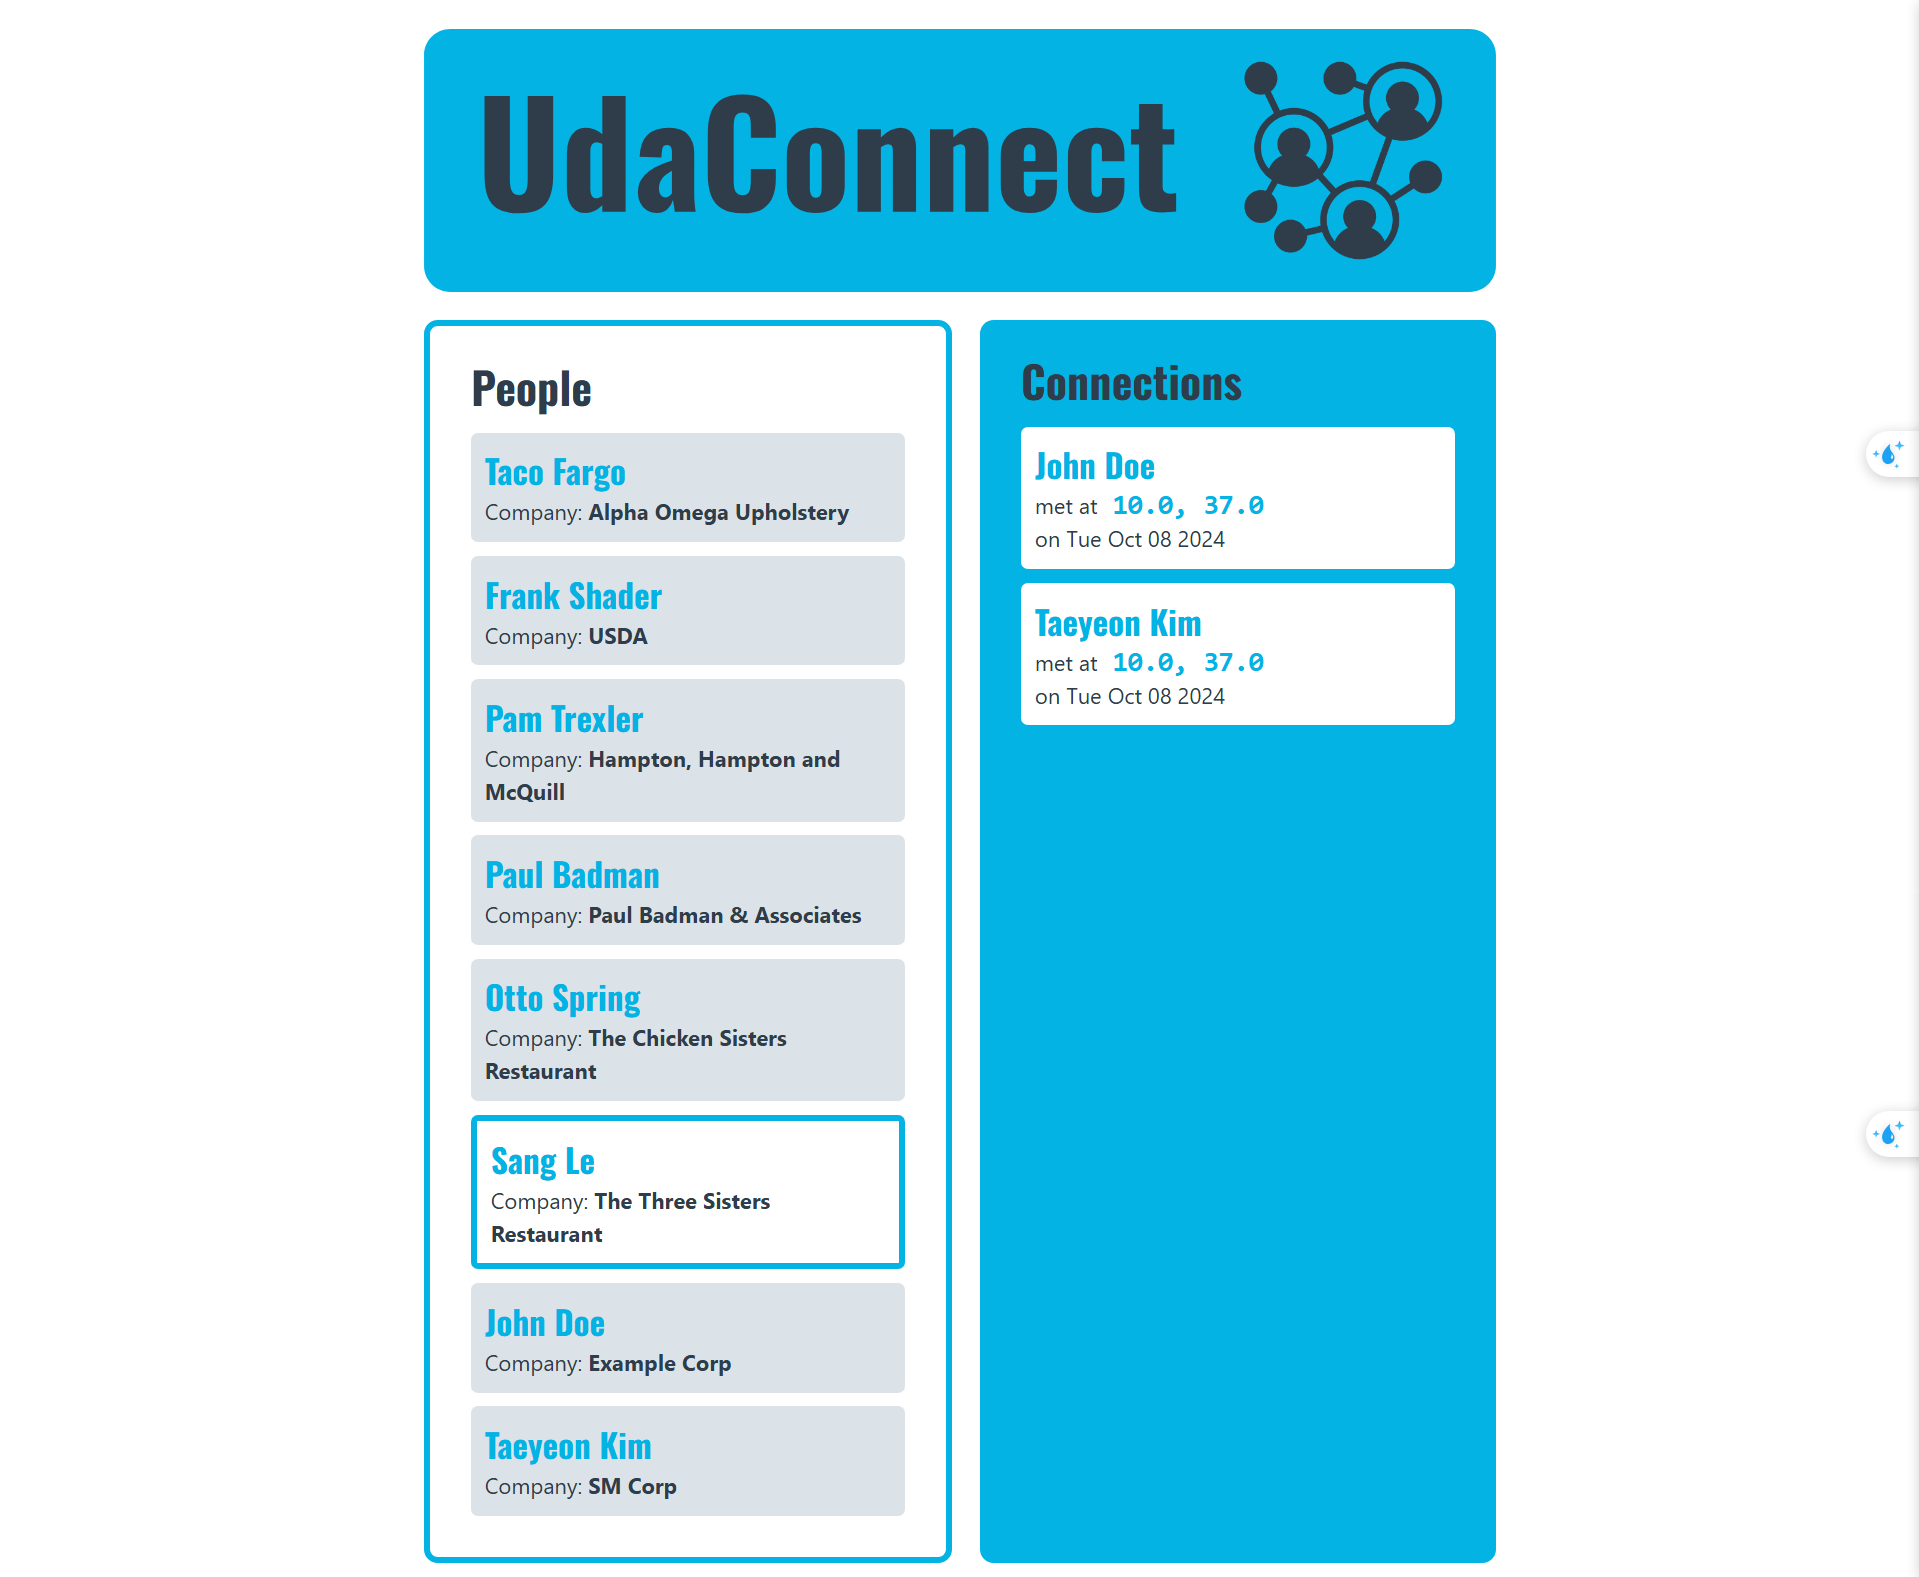 UdaConnect
People
Taco Fargo
Company: Alpha Omega Upholstery
Frank Shader
Company: USDA
Pam Trexler
Company: Hampton, Hampton and
McQuill
Paul Badman
Company: Paul Badman & Associates
Otto Spring
Company: The Chicken Sisters
Restaurant
Sang Le
Company: The Three Sisters
Restaurant
John Doe
Company: Example Corp
Taeyeon Kim
Company: SM Corp
Connections
John Doe
met at 10.0, 37.0
on Tue Oct 08 2024
Taeyeon Kim
met at 10.0, 37.0
on Tue Oct 08 2024